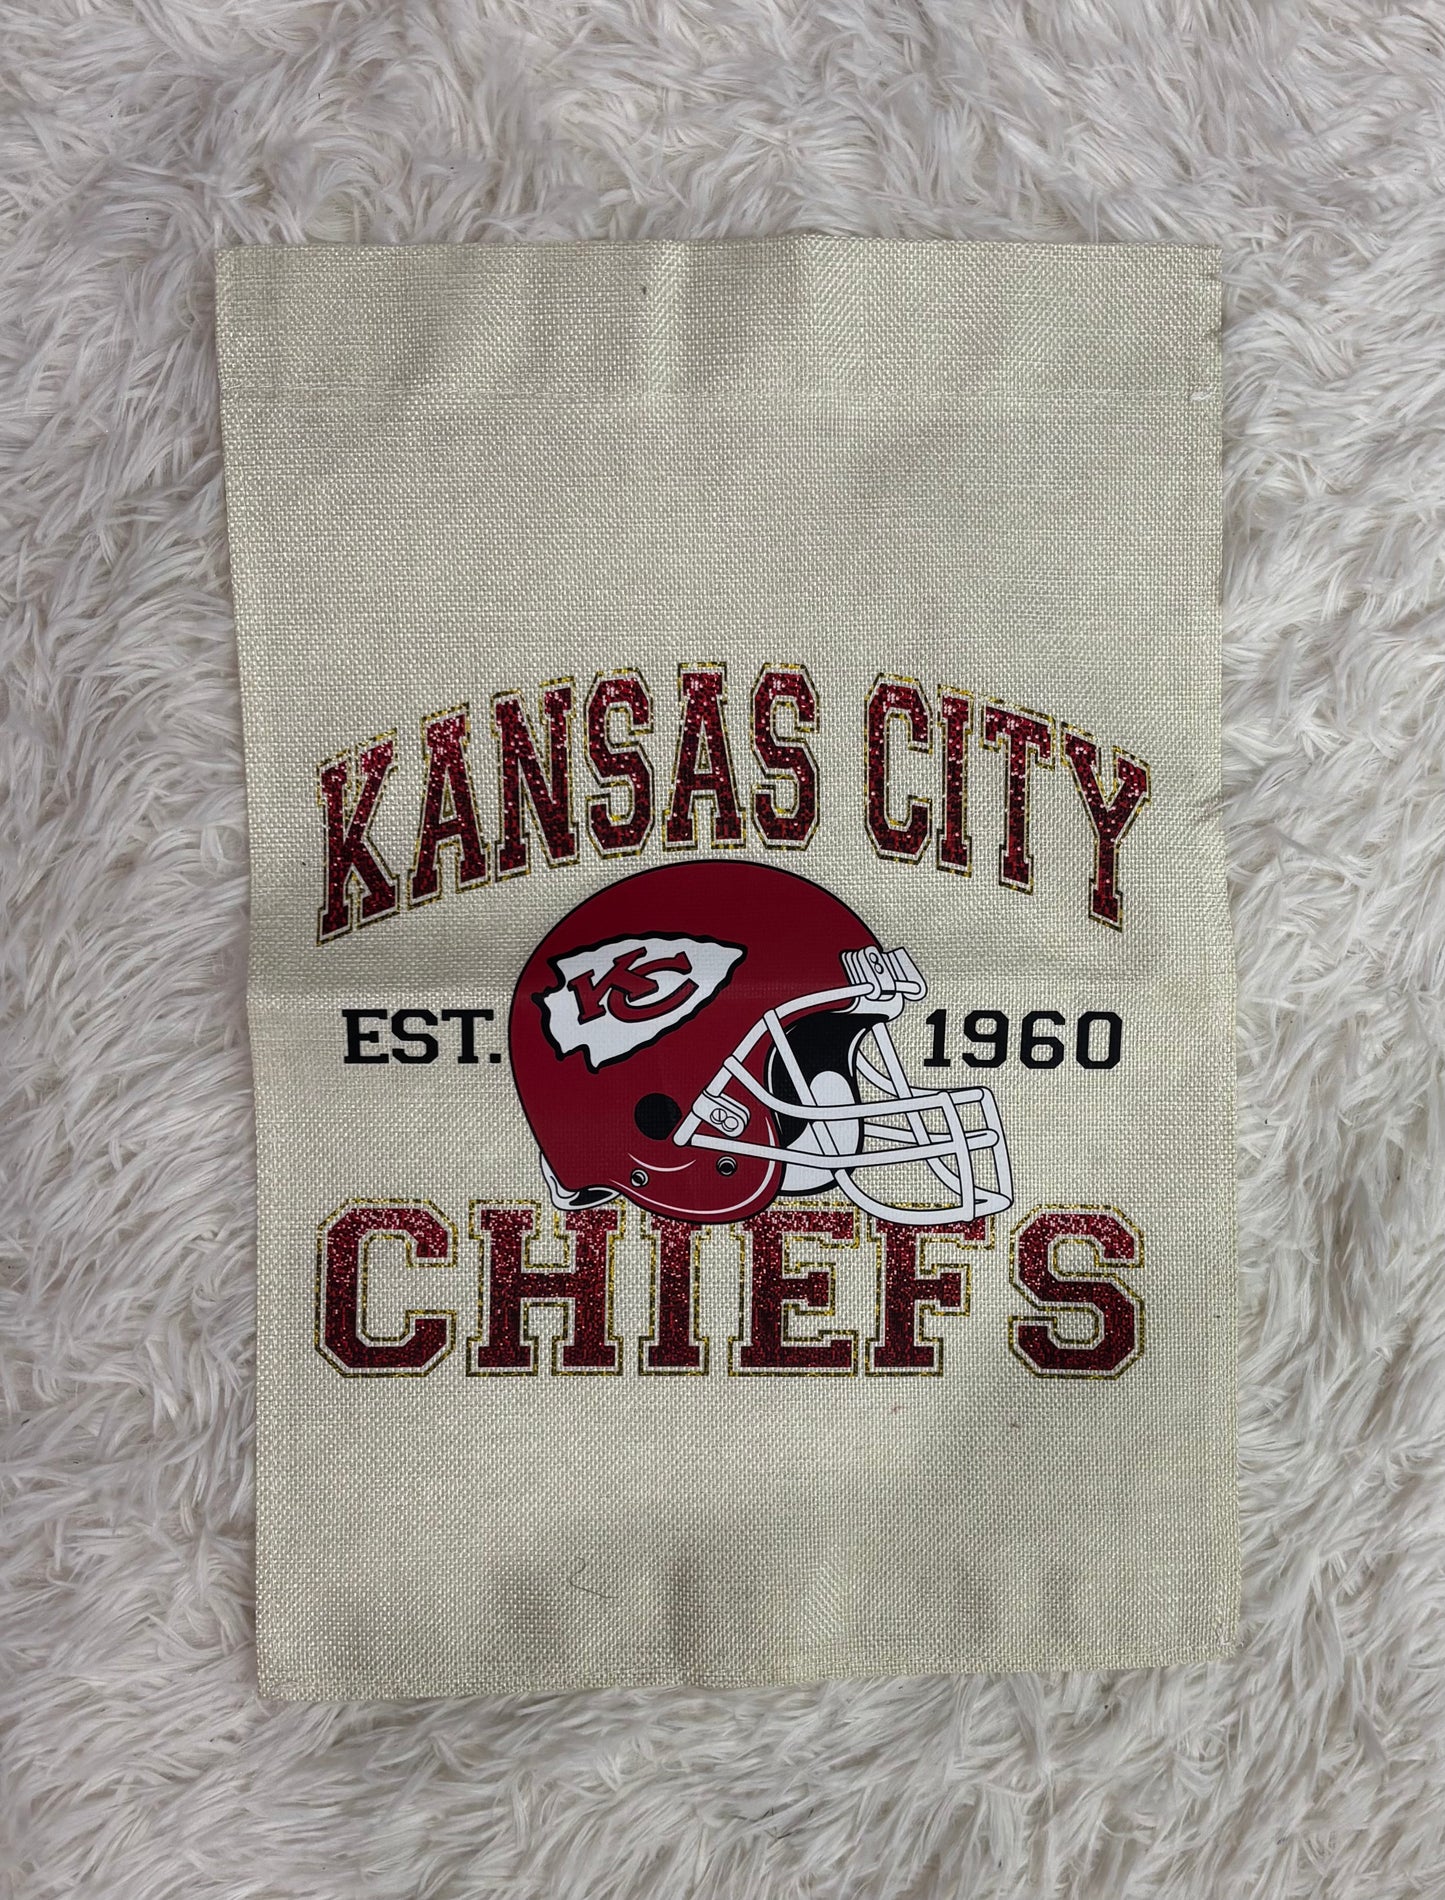 KANSAS CITY
KC
EST. 1960
CHIEFS